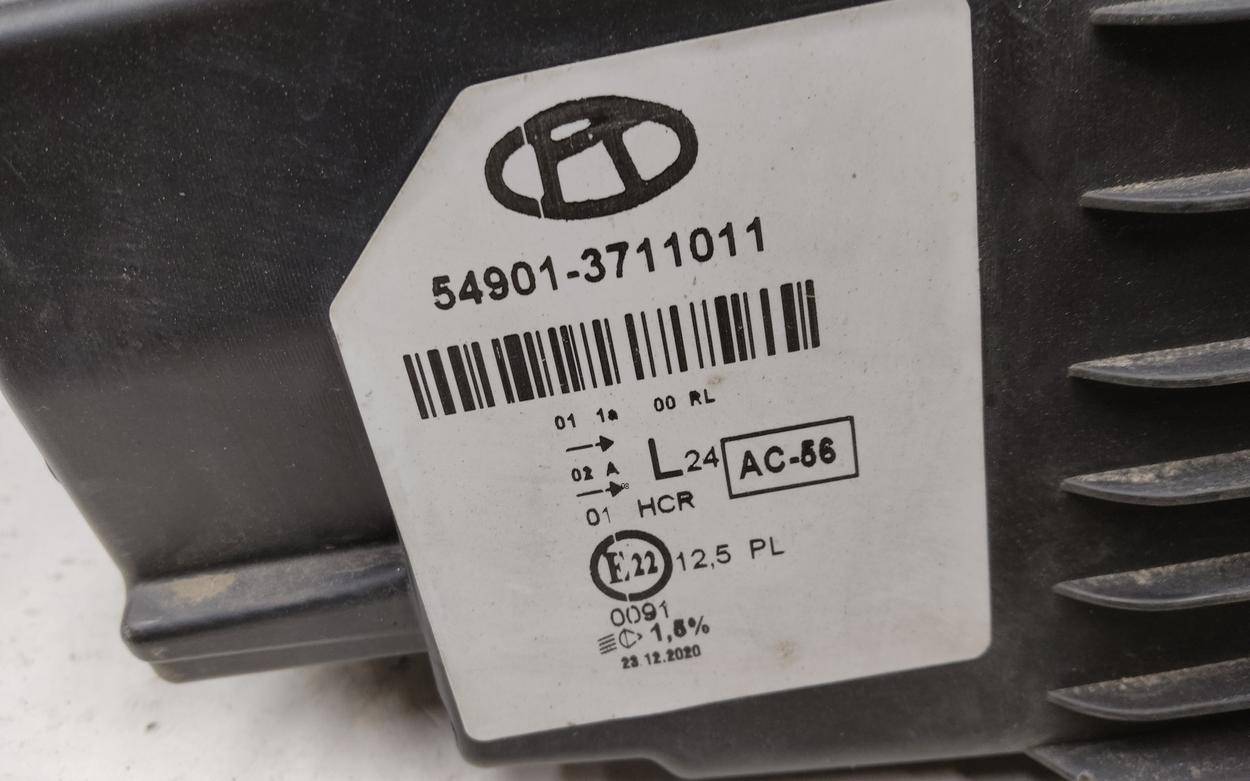 54901-3711011
01 1a 00 RL
02 A L24 AC-56
01 HCR
E22 12,5 PL
0091
1,5%
23.12.2020